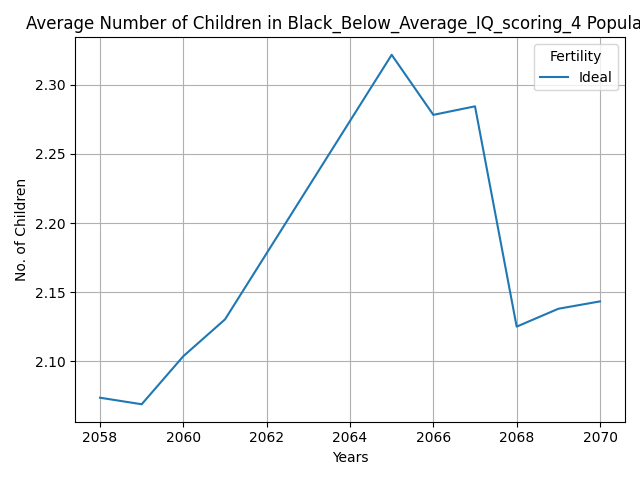 Average Number of Children in Black_Below_Average_IQ_scoring_4 Popula
Fertility
Ideal
2.30
2.25
2.20
2.15
2.10
No. of Children
2058 2060 2062 2064 2066 2068 2070
Years